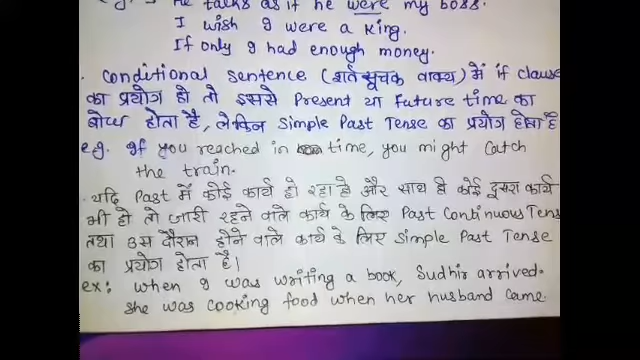 e.g. He talks as if he were my boss.
I wish I were a king.
If only I had enough money.
. Conditional Sentence (शर्त सूचक वाक्य) में if clause
का प्रयोग हो तो इससे Present या Future time का
बोध होता है, लेकिन Simple Past Tense का प्रयोग होता है
e.g. If you reached in time, you might catch
the train.
. यदि Past में कोई कार्य हो रहा हो और साथ ही कोई दूसरा कार्य
भी हो तो जारी रहने वाले कार्य के लिए Past Continuous Tens
तथा उस दौरान होने वाले कार्य के लिए Simple Past Tense
का प्रयोग होता है।
ex: When I was writing a book, Sudhir arrived.
She was cooking food when her husband came.